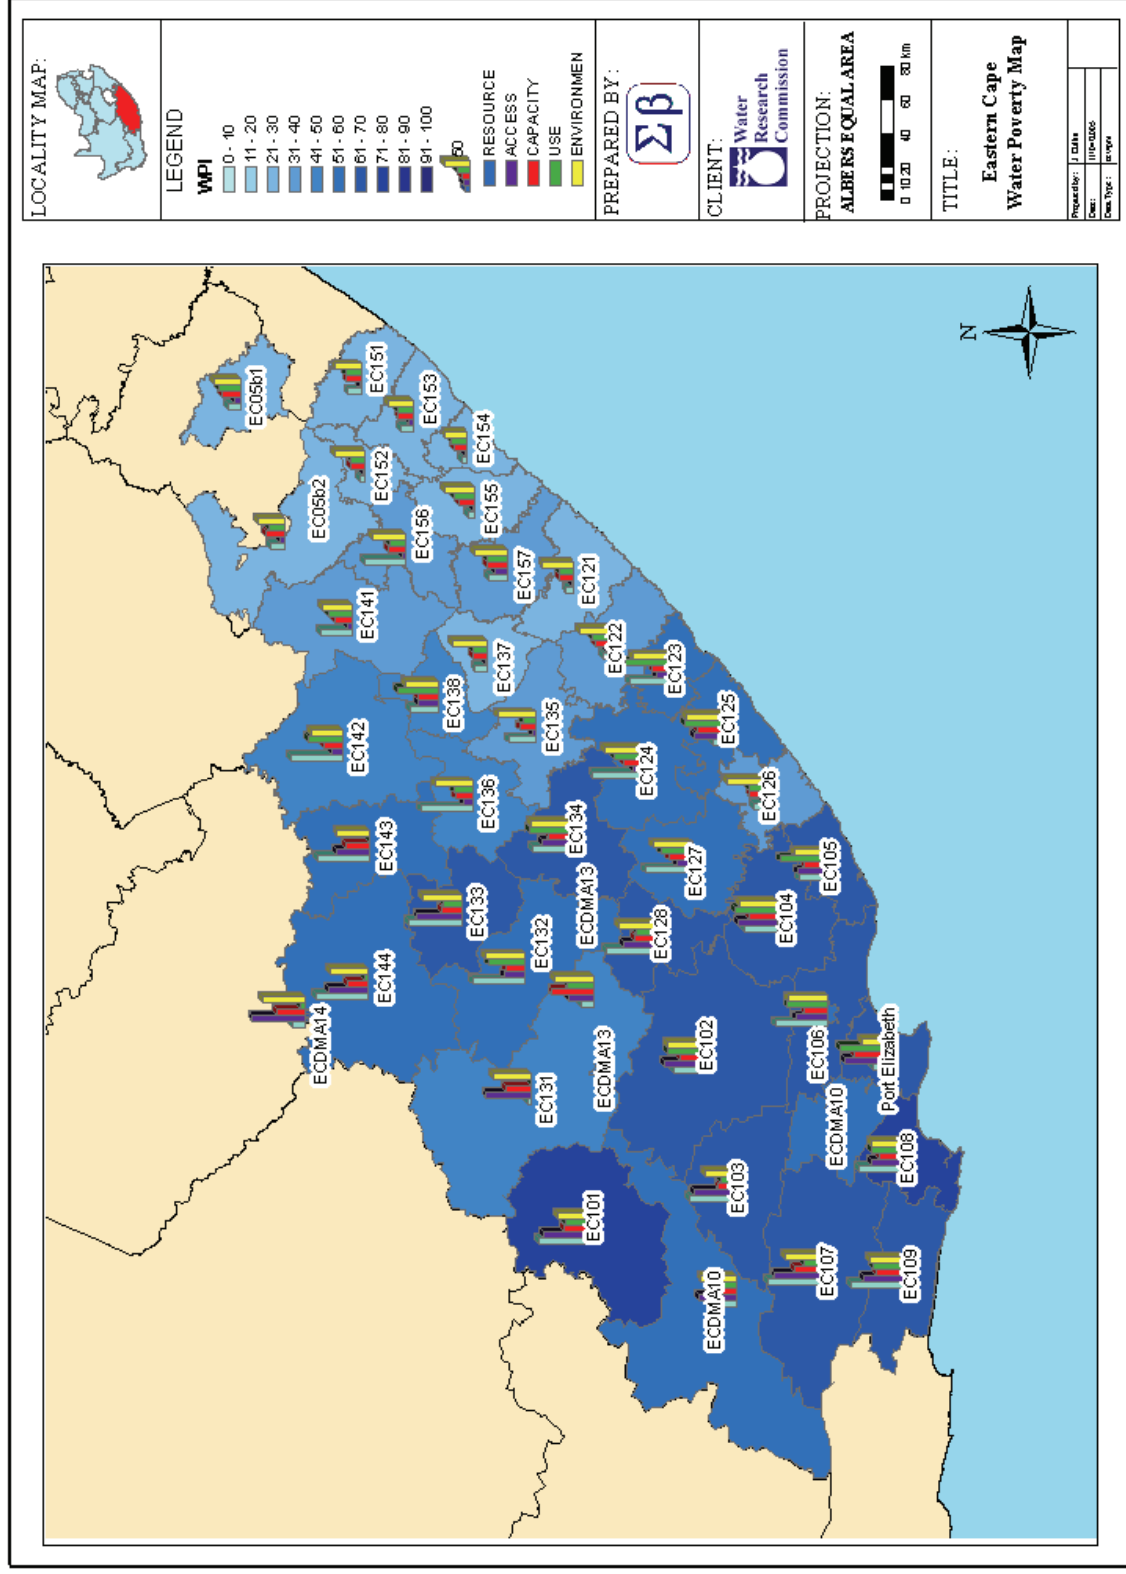 LOCALITY MAP:
LEGEND
WPI
0 - 10
11 - 20
21 - 30
31 - 40
41 - 50
51 - 60
61 - 70
71 - 80
81 - 90
91 - 100
50
RESOURCE
ACCESS
CAPACITY
USE
ENVIRONMEN
PREPARED BY:
Σβ
CLIENT:
Water
Research
Commission
PROJECTION:
ALBERS EQUAL AREA
0 10 20 40 60 80 km
TITLE:
Eastern Cape
Water Poverty Map
N
EC05b1
EC151
EC153
EC154
EC152
EC05b2
EC155
EC156
EC157
EC121
EC141
EC122
EC137
EC123
EC138
EC135
EC125
EC142
EC124
EC136
EC126
EC143
EC134
EC127
EC105
EC133
ECDMA13
EC104
EC128
EC132
EC144
ECDMA14
EC106
EC102
ECDMA13
Port Elizabeth
EC131
ECDMA10
EC108
EC103
EC101
EC107
EC109
ECDMA10